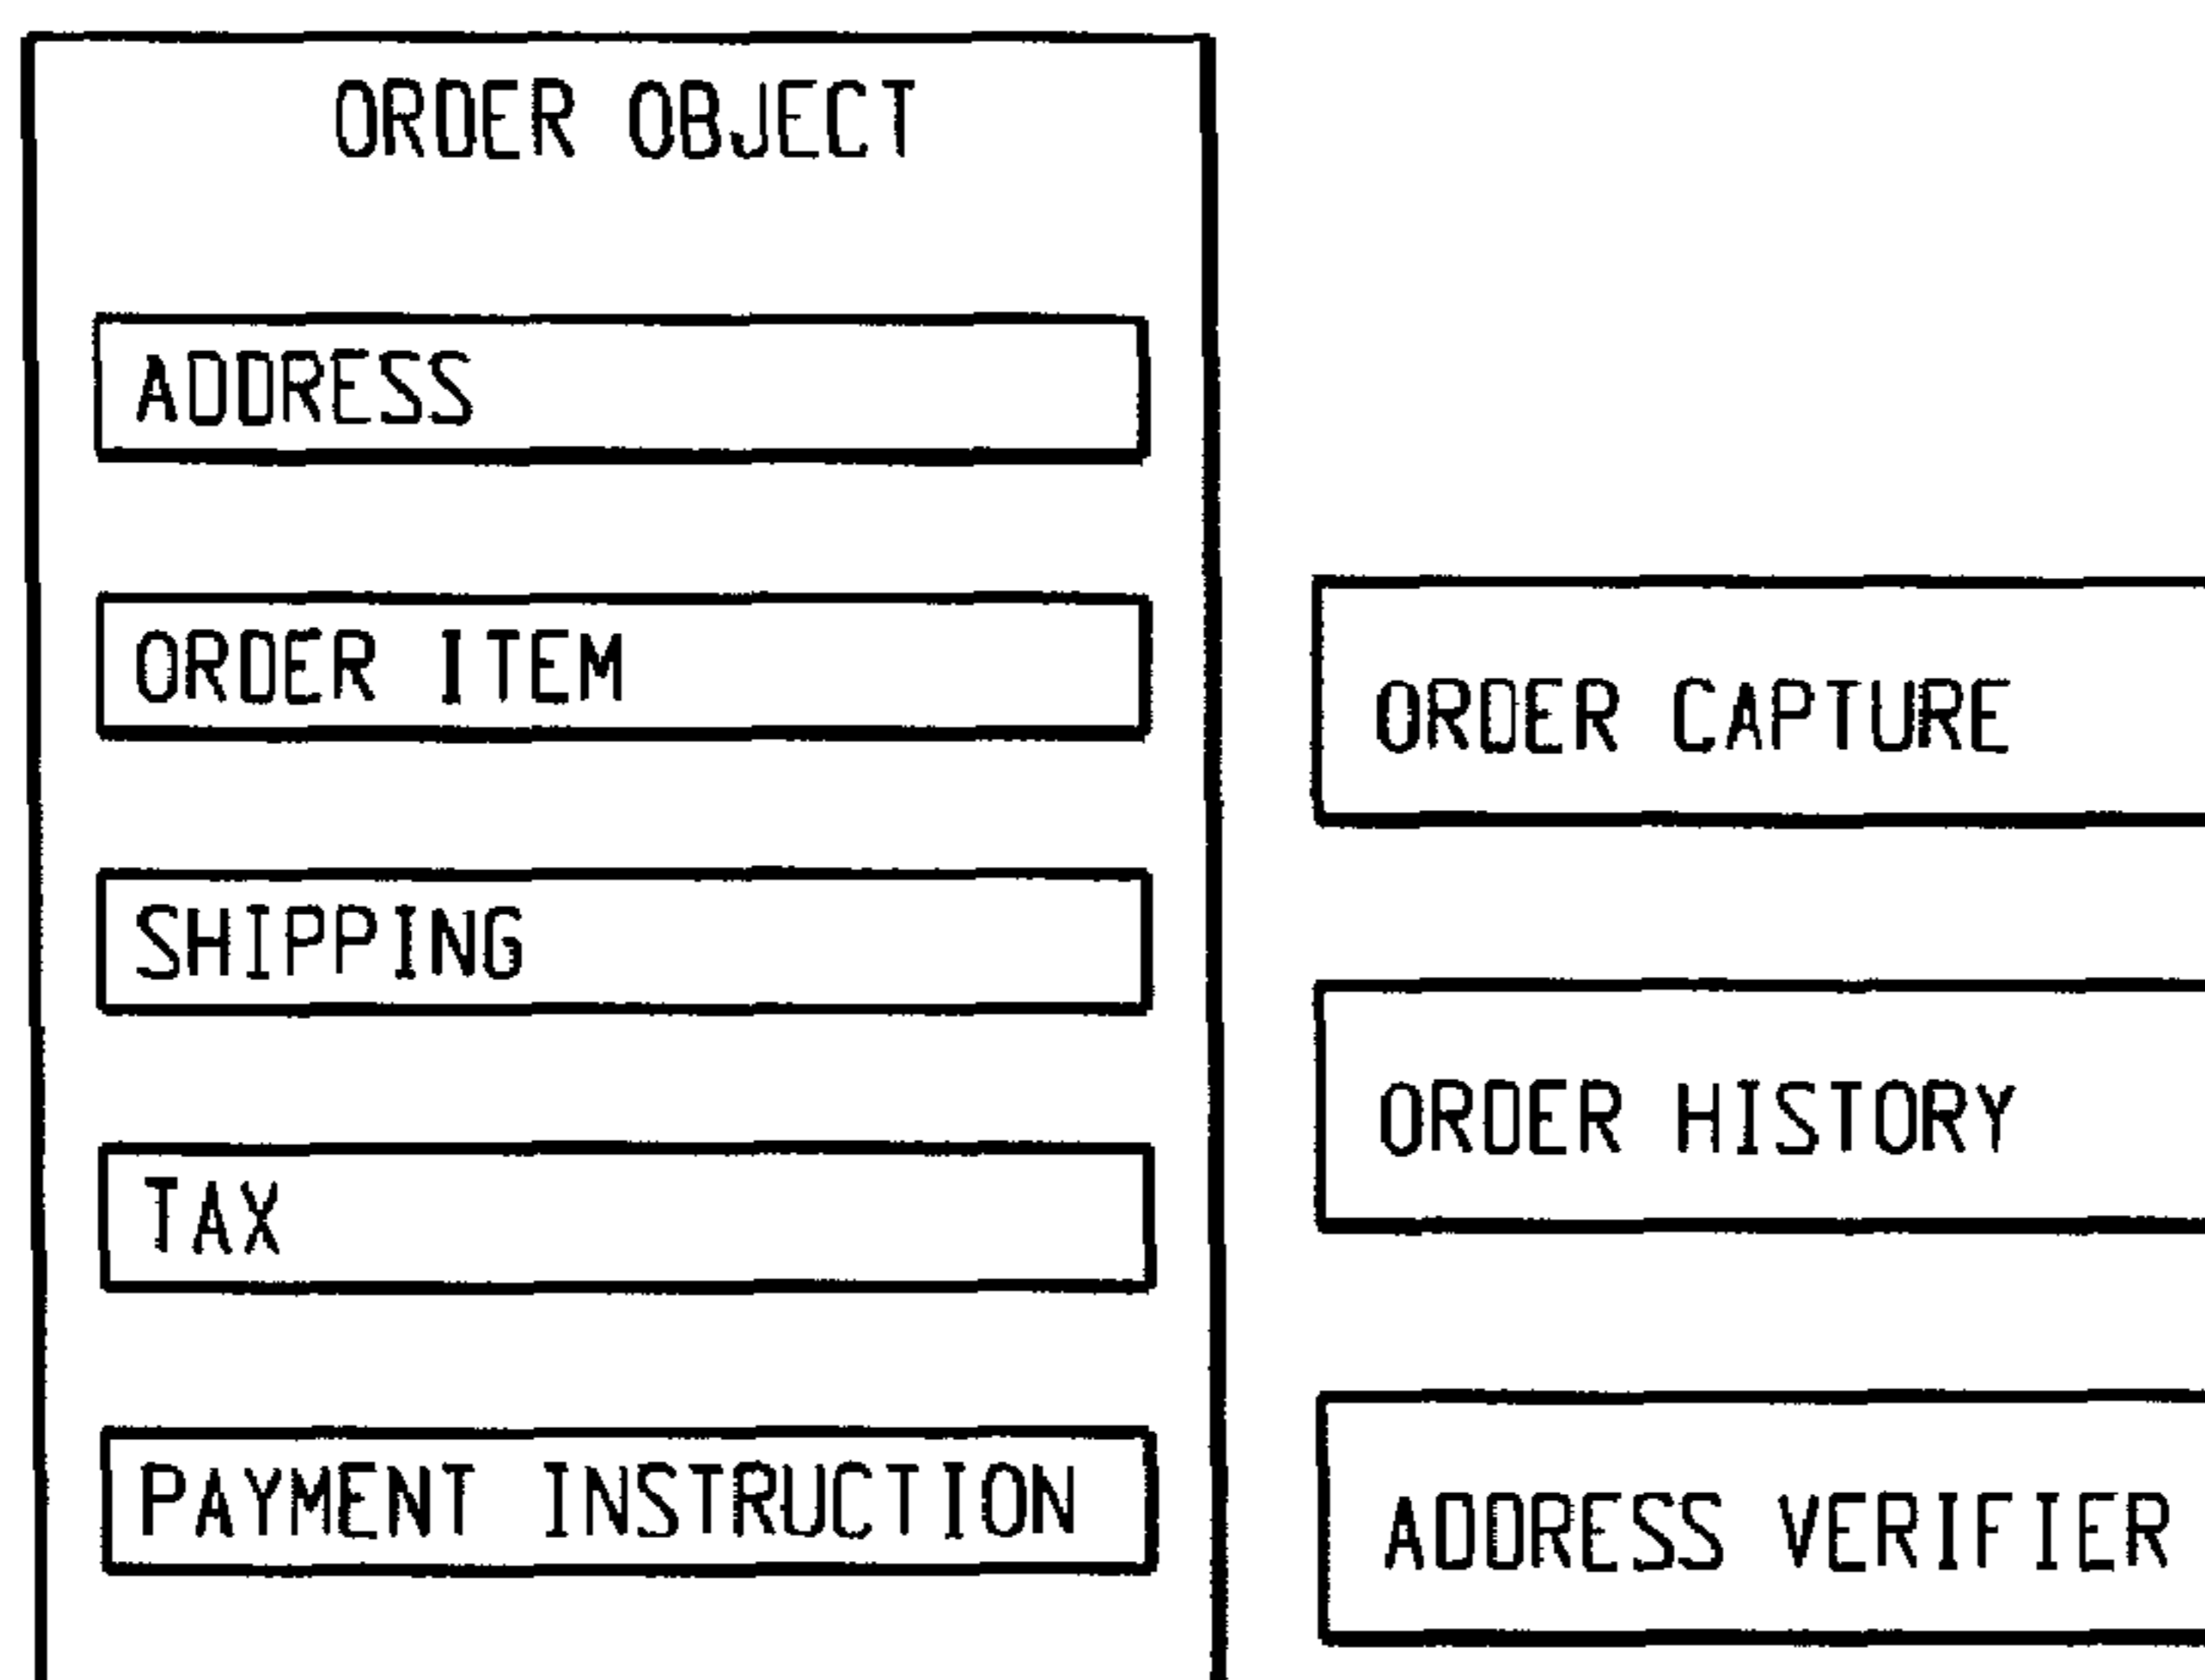 ORDER OBJECT
ADDRESS
ORDER ITEM
SHIPPING
TAX
PAYMENT INSTRUCTION
ORDER CAPTURE
ORDER HISTORY
ADDRESS VERIFIER